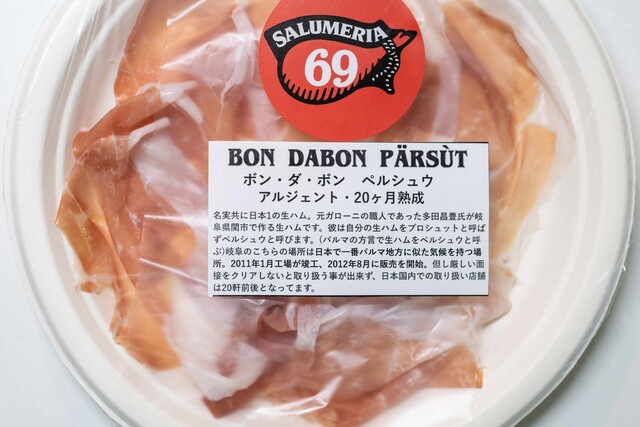 SALUMERIA
69
BON DABON PÄRSÙT
ボン・ダ・ボン　ペルシュウ
アルジェント・20ヶ月熟成
名実共に日本1の生ハム。元ガローニの職人であった多田昌豊氏が岐
阜県関市で作る生ハムです。彼は自分の生ハムをプロシュットと呼ば
ずペルシュウと呼びます。(パルマの方言で生ハムをペルシュウと呼
ぶ)岐阜のこちらの場所は日本で一番パルマ地方に似た気候を持つ場
所。2011年1月工場が竣工、2012年8月に販売を開始。但し厳しい面
接をクリアしないと取り扱う事が出来ず、日本国内での取り扱い店舗
は20軒前後となってます。